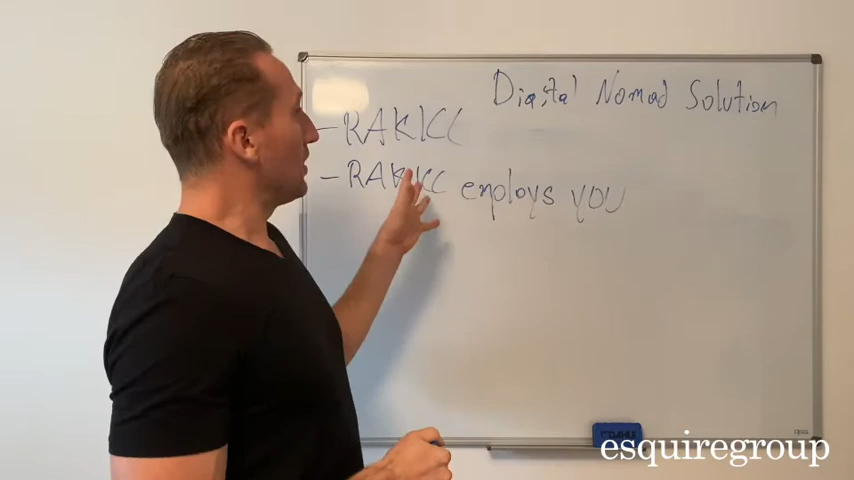 Digital Nomad Solution
- RAKICC
- RAKICC employs you
esquiregroup